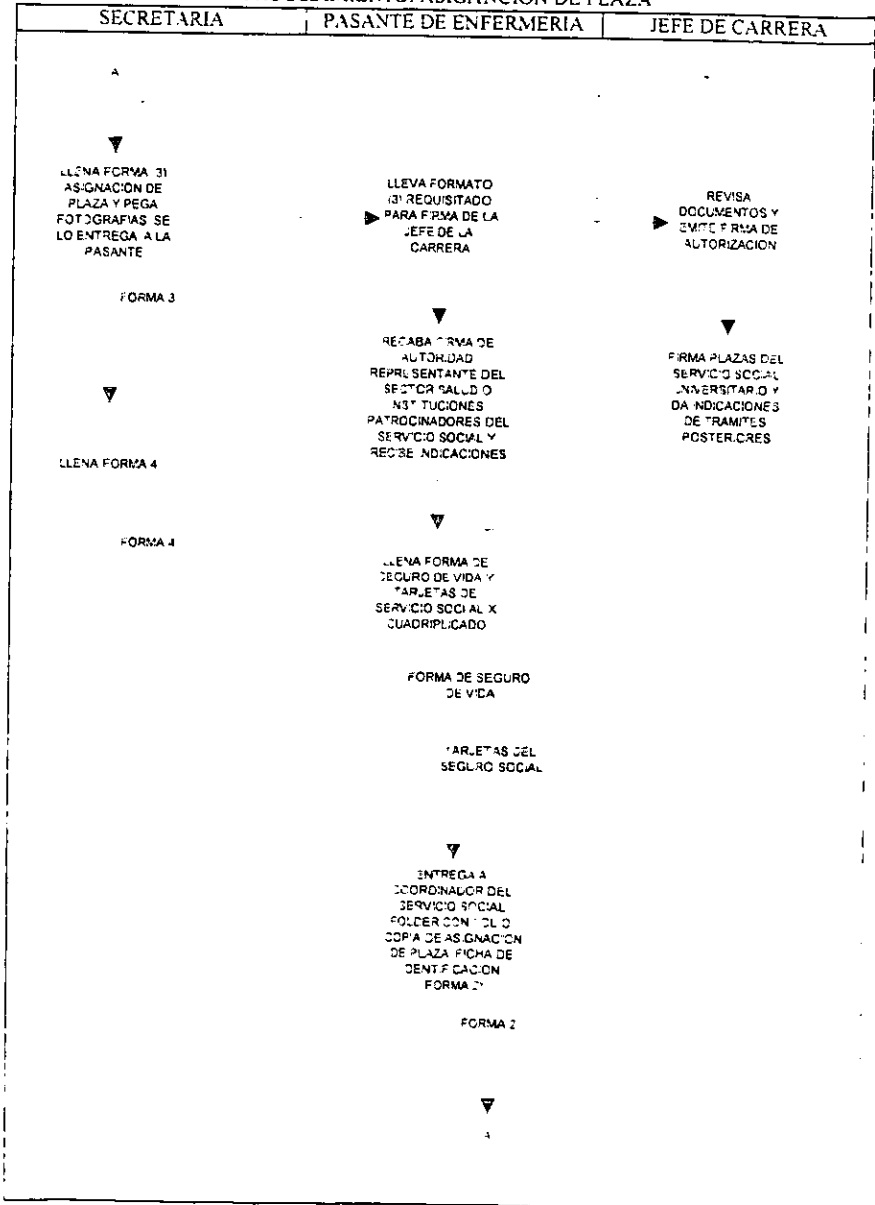 ASIGNACION DE PLAZA
SECRETARIA
PASANTE DE ENFERMERIA
JEFE DE CARRERA
A
LLENA FORMA 31
ASIGNACION DE
PLAZA Y PEGA
FOTOGRAFIAS SE
LO ENTREGA A LA
PASANTE
FORMA 3
LLENA FORMA 4
FORMA 4
LLEVA FORMATO
(3) REQUISITADO
PARA FIRMA DE LA
JEFE DE LA
CARRERA
RECABA FIRMA DE
AUTORIDAD
REPRESENTANTE DEL
SECTOR SALUD O
INSTITUCIONES
PATROCINADORES DEL
SERVICIO SOCIAL Y
RECIBE INDICACIONES
LLENA FORMA DE
SEGURO DE VIDA Y
TARJETAS DE
SERVICIO SOCIAL X
CUADRIPLICADO
FORMA DE SEGURO
DE VIDA
TARJETAS DEL
SEGURO SOCIAL
ENTREGA A
COORDINADOR DEL
SERVICIO SOCIAL
FOLDER CON
COPIA DE ASIGNACION
DE PLAZA FICHA DE
IDENTIFICACION
FORMA 2
FORMA 2
A
REVISA
DOCUMENTOS Y
EMITE FIRMA DE
AUTORIZACION
FIRMA PLAZAS DEL
SERVICIO SOCIAL
UNIVERSITARIO Y
DA INDICACIONES
DE TRAMITES
POSTERIORES